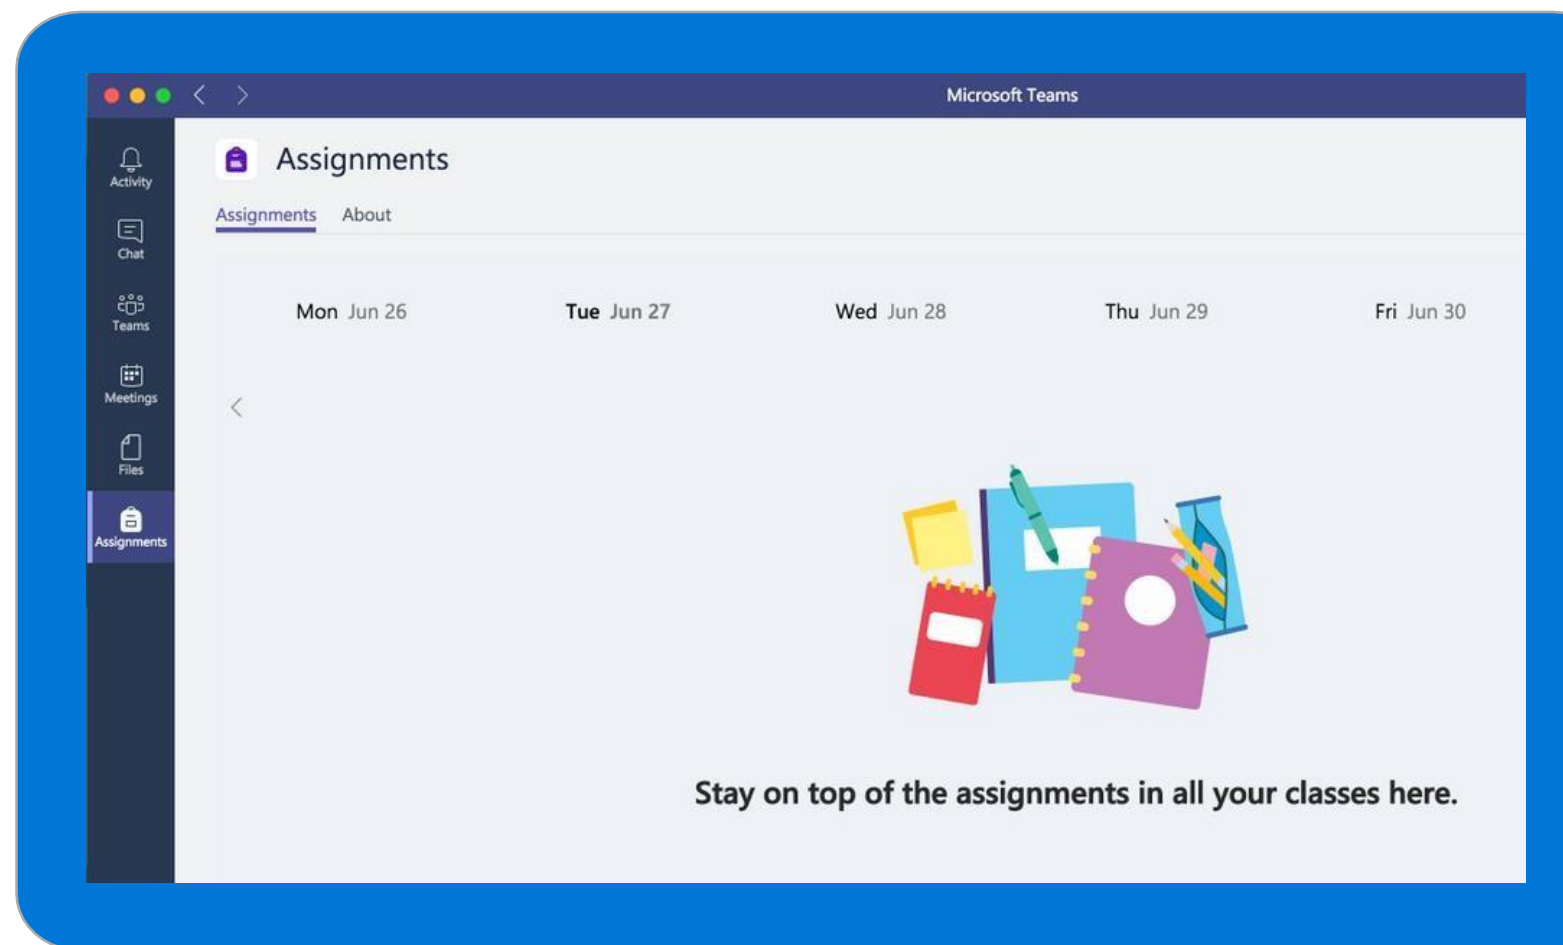 Microsoft Teams
Activity
Chat
Teams
Meetings
Files
Assignments
Assignments
Assignments About
Mon Jun 26 Tue Jun 27 Wed Jun 28 Thu Jun 29 Fri Jun 30
Stay on top of the assignments in all your classes here.